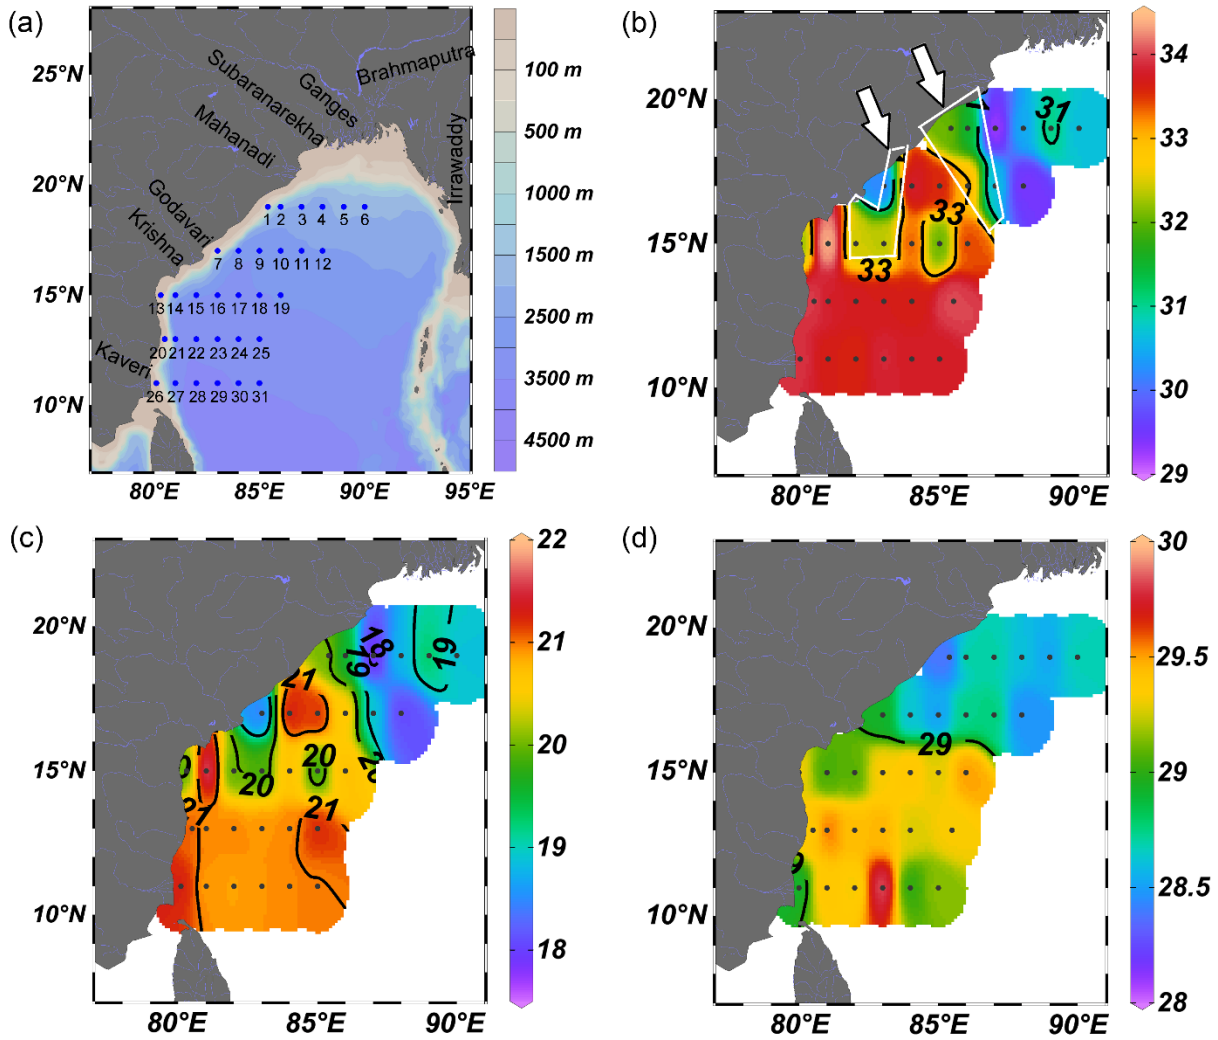 (a)
25°N
20°N
15°N
10°N
80°E 85°E 90°E 95°E
Brahmaputra
Ganges
Subaranarekha
Mahanadi
Irrawaddy
Godavari
Krishna
Kaveri
1 2 3 4 5 6
7 8 9 10 11 12
13 14 15 16 17 18 19
20 21 22 23 24 25
26 27 28 29 30 31
100 m
500 m
1000 m
1500 m
2500 m
3500 m
4500 m
(b)
20°N
15°N
10°N
80°E 85°E 90°E
31
33
33
34
33
32
31
30
29
(c)
20°N
15°N
10°N
80°E 85°E 90°E
18
19
19
21
20
20
21
21
22
21
20
19
18
(d)
20°N
15°N
10°N
80°E 85°E 90°E
29
30
29.5
29
28.5
28